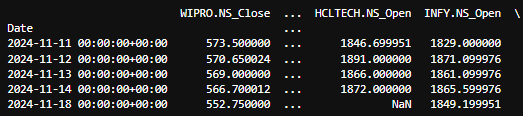 WIPRO.NS_Close ... HCLTECH.NS_Open INFY.NS_Open \
Date ...
2024-11-11 00:00:00+00:00 573.500000 ... 1846.699951 1829.000000
2024-11-12 00:00:00+00:00 570.650024 ... 1891.000000 1871.099976
2024-11-13 00:00:00+00:00 569.000000 ... 1866.000000 1861.099976
2024-11-14 00:00:00+00:00 566.700012 ... 1872.000000 1865.599976
2024-11-18 00:00:00+00:00 552.750000 ... NaN 1849.199951